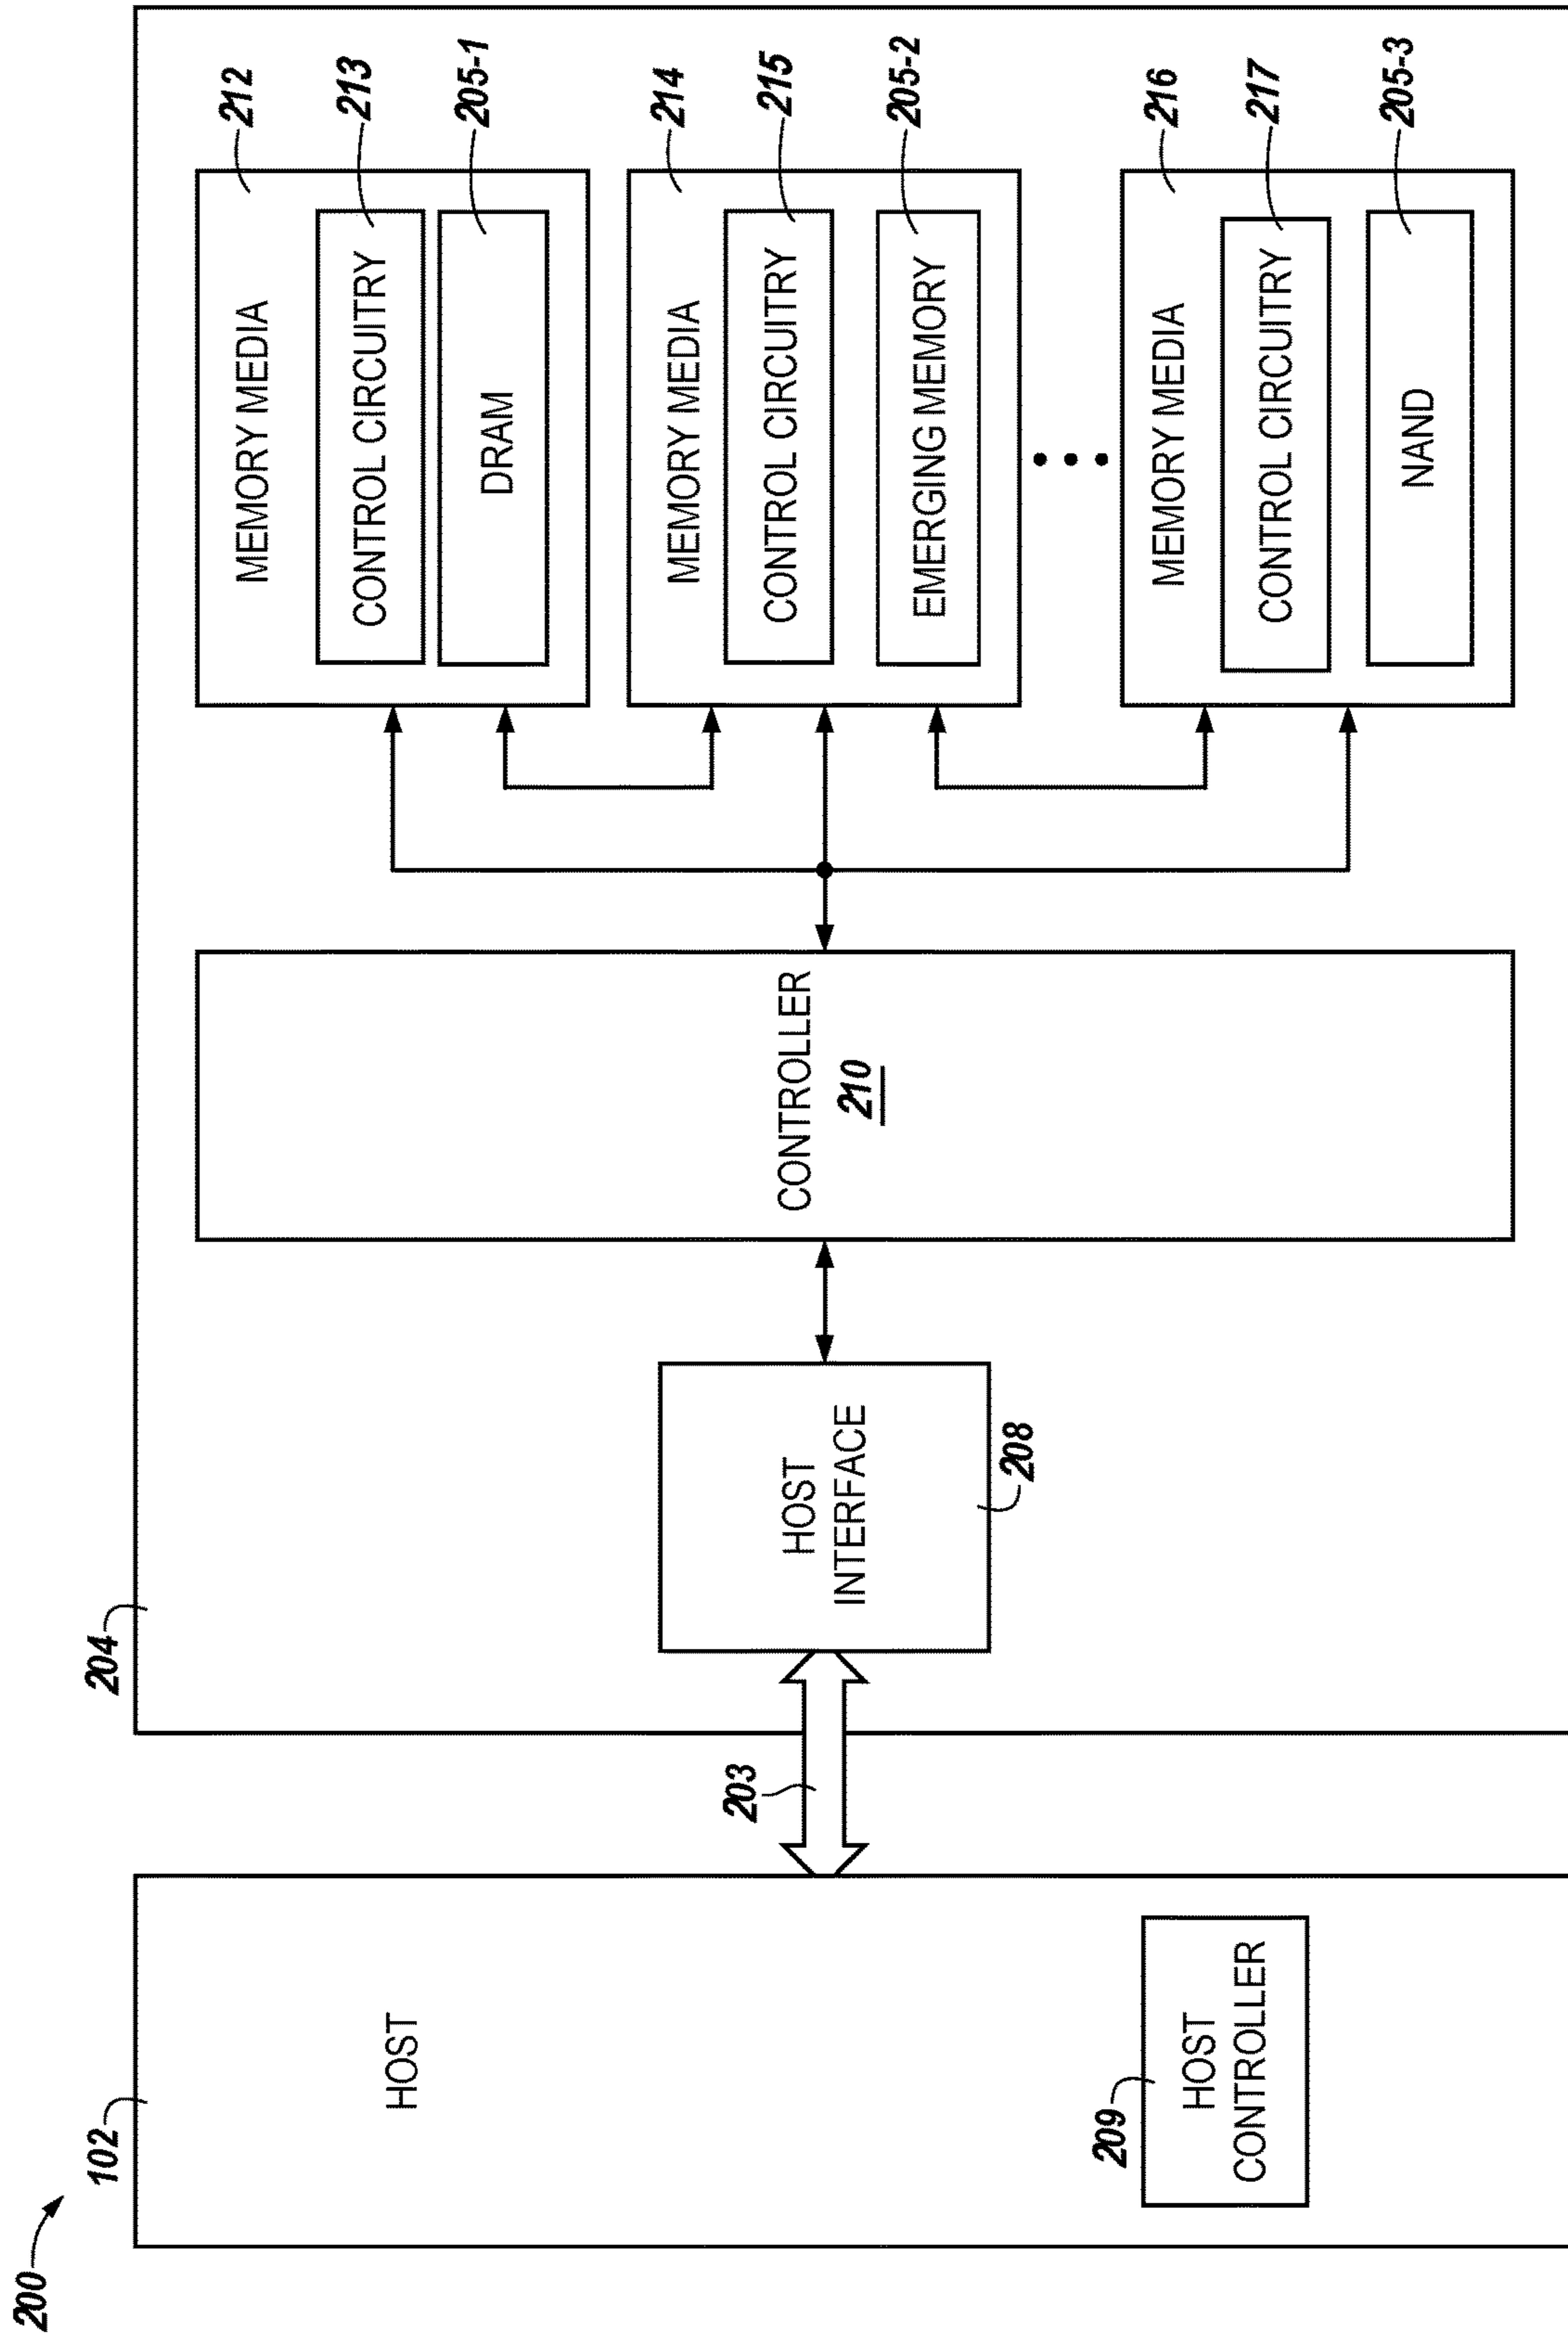 200
102
HOST
209
HOST
CONTROLLER
203
204
HOST
INTERFACE
208
CONTROLLER
210
212
MEMORY MEDIA
213
CONTROL CIRCUITRY
205-1
DRAM
214
MEMORY MEDIA
215
CONTROL CIRCUITRY
205-2
EMERGING MEMORY
216
MEMORY MEDIA
217
CONTROL CIRCUITRY
205-3
NAND